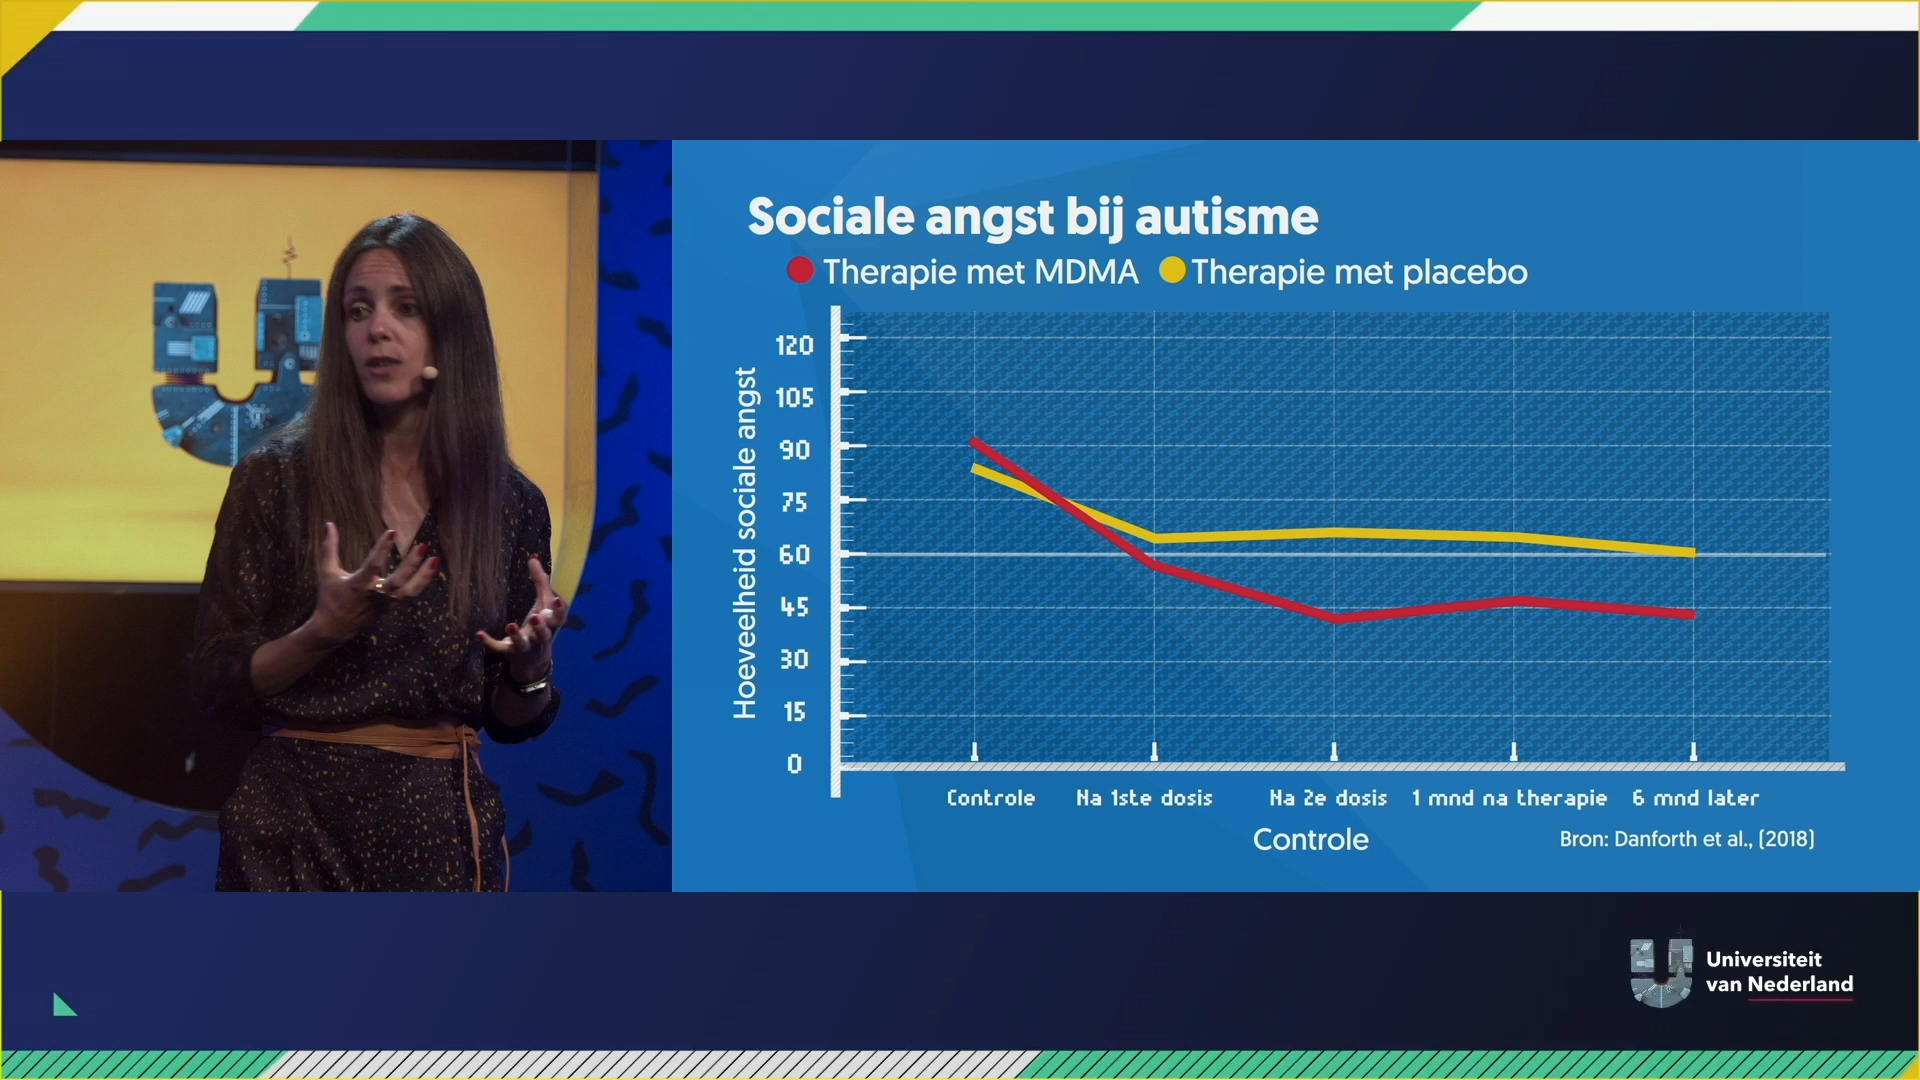 Sociale angst bij autisme
Therapie met MDMA
Therapie met placebo
Hoeveelheid sociale angst
120
105
90
75
60
45
30
15
0
Controle
Na 1ste dosis
Na 2e dosis
1 mnd na therapie
6 mnd later
Controle
Bron: Danforth et al., (2018)
Universiteit
van Nederland